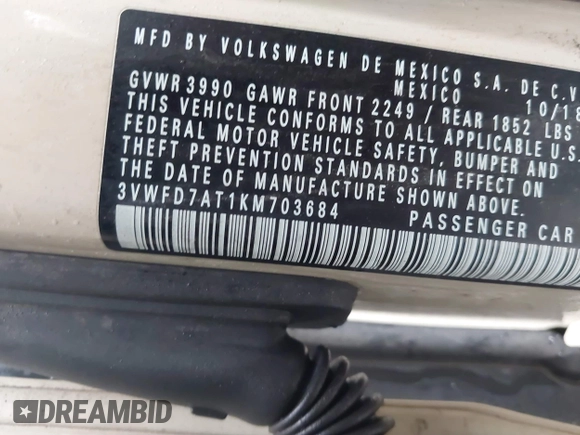 MFD BY VOLKSWAGEN DE MEXICO S.A. DE C.V.
MEXICO 10/18
GVWR 3990 GAWR FRONT 2249 / REAR 1852 LBS
THIS VEHICLE CONFORMS TO ALL APPLICABLE U.S.
FEDERAL MOTOR VEHICLE SAFETY, BUMPER AND
THEFT PREVENTION STANDARDS IN EFFECT ON
THE DATE OF MANUFACTURE SHOWN ABOVE.
3VWFD7AT1KM703684 PASSENGER CAR
DREAMBID